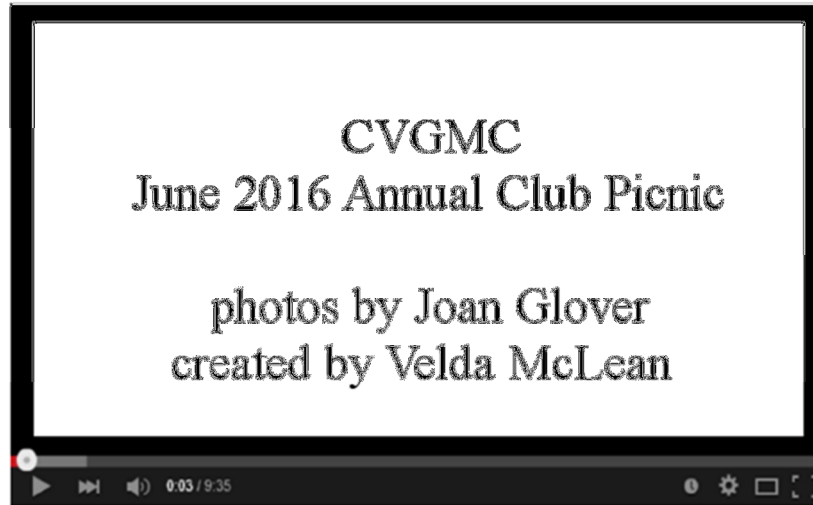 CVGMC
June 2016 Annual Club Picnic
photos by Joan Glover
created by Velda McLean
0:03 / 9:35